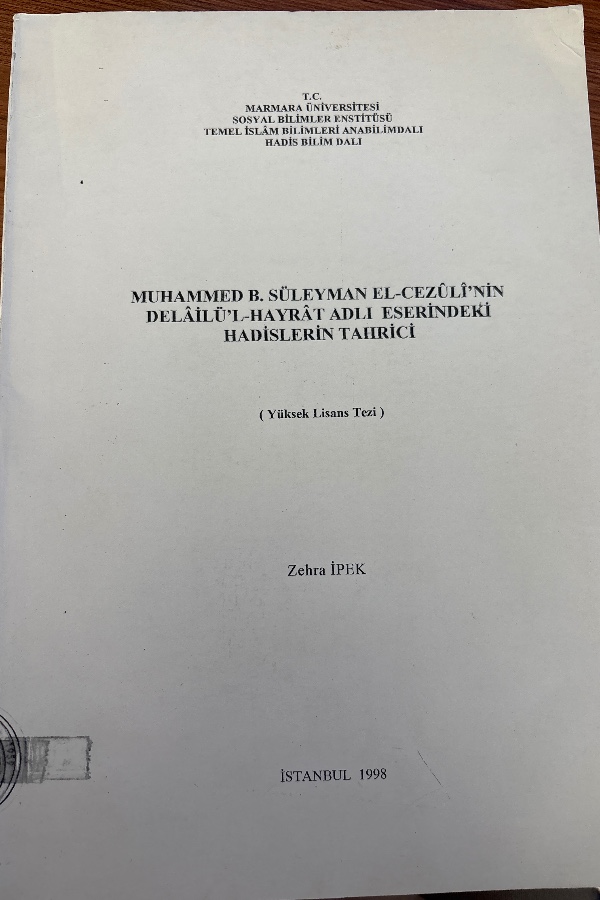 T.C.
MARMARA ÜNİVERSİTESİ
SOSYAL BİLİMLER ENSTİTÜSÜ
TEMEL İSLÂM BİLİMLERİ ANABİLİMDALI
HADİS BİLİM DALI
MUHAMMED B. SÜLEYMAN EL-CEZÛLÎ'NİN
DELÂİLÜ'L-HAYRÂT ADLI ESERİNDEKİ
HADİSLERİN TAHRİCİ
( Yüksek Lisans Tezi )
Zehra İPEK
İSTANBUL 1998